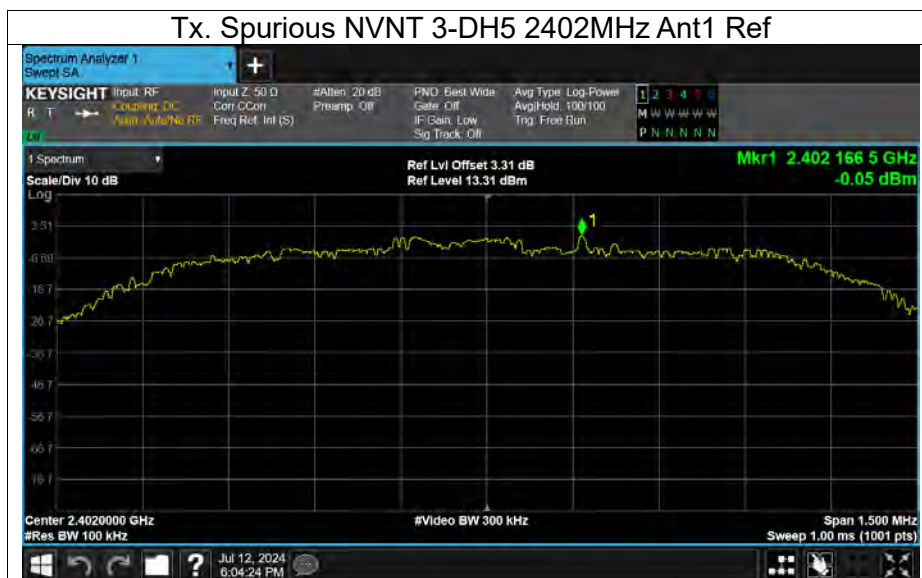 Tx. Spurious NVNT 3-DH5 2402MHz Ant1 Ref
Spectrum Analyzer 1
Swept SA
+
KEYSIGHT Input: RF Input Z: 50 Ω #Atten: 20 dB PNO: Best Wide Avg Type: Log-Power 1 2 3 4 5 6
R T Coupling: DC Corr CCorr Preamp: Off Gate: Off Avg|Hold: 100/100 M W W W W W
Align: Auto/No RF Freq Ref: Int (S) IF Gain: Low Trig: Free Run
Sig Track: Off P N N N N N
1 Spectrum Ref Lvl Offset 3.31 dB Mkr1 2.402 166 5 GHz
Scale/Div 10 dB Ref Level 13.31 dBm -0.05 dBm
Log
1
3.31
-6.69
-16.7
-26.7
-36.7
-46.7
-56.7
-66.7
-76.7
Center 2.4020000 GHz #Video BW 300 kHz Span 1.500 MHz
#Res BW 100 kHz Sweep 1.00 ms (1001 pts)
? Jul 12, 2024
6:04:24 PM